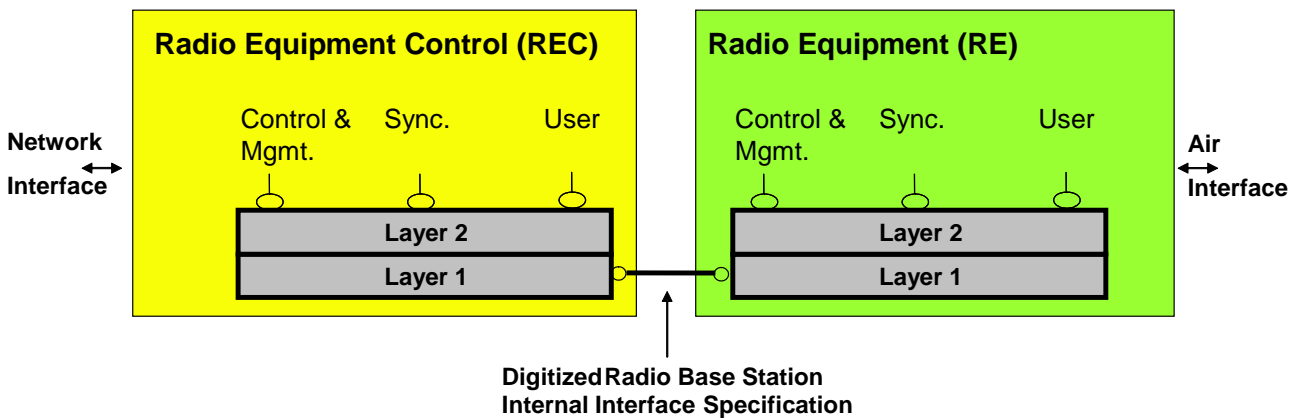 Radio Equipment Control (REC)
Radio Equipment (RE)
Network
Interface
Control &
Mgmt.
Sync.
User
Layer 2
Layer 1
Control &
Mgmt.
Sync.
User
Layer 2
Layer 1
Air
Interface
DigitizedRadio Base Station
Internal Interface Specification